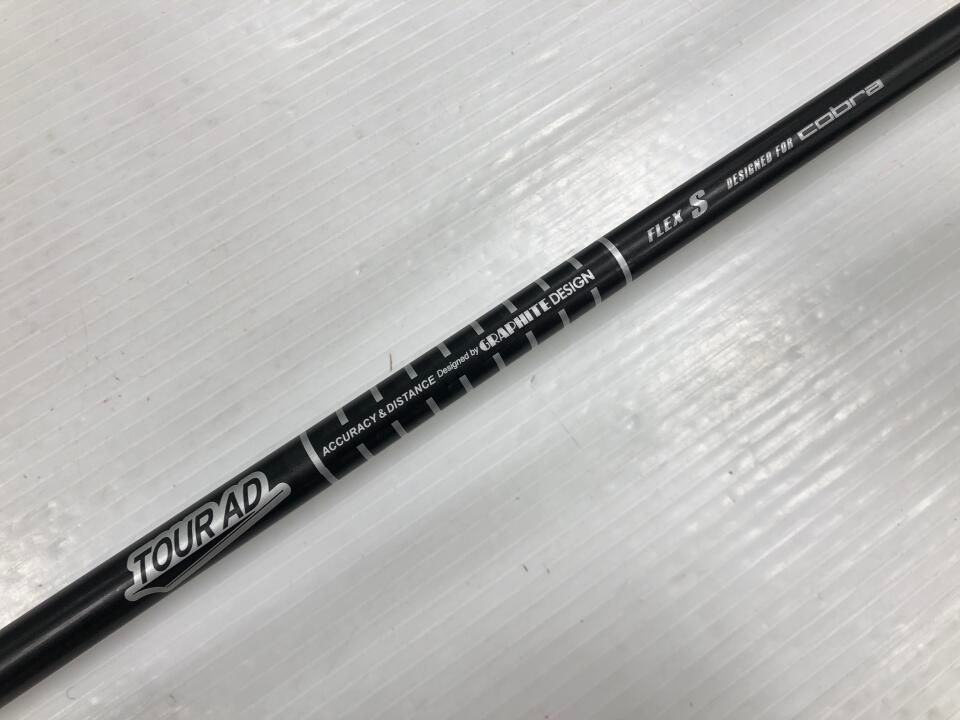 TOUR AD
ACCURACY & DISTANCE Designed by GRAPHITE DESIGN
FLEX S DESIGNED FOR cobra